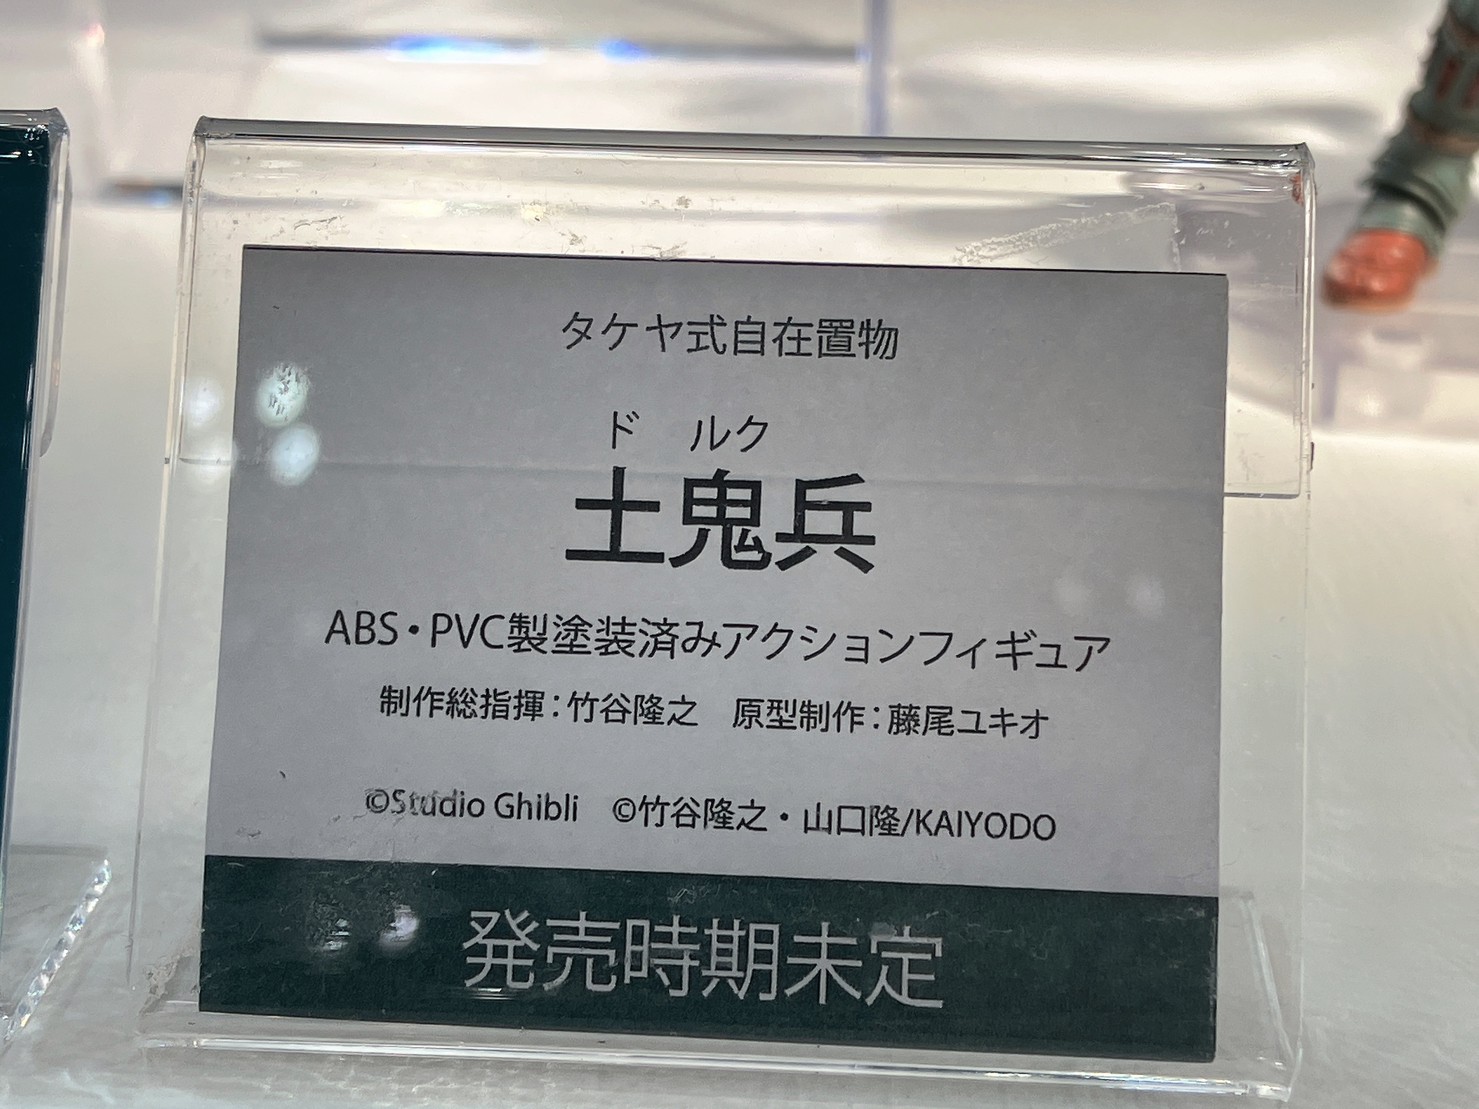 タケヤ式自在置物
ド ルク
土鬼兵
ABS・PVC製塗装済みアクションフィギュア
制作総指揮：竹谷隆之　原型制作：藤尾ユキオ
©Studio Ghibli　©竹谷隆之・山口隆/KAIYODO
発売時期未定